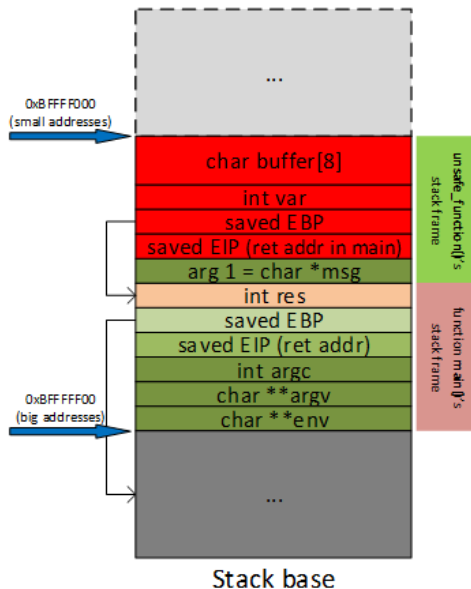 ...
0xBFFFF000
(small addresses)
char buffer[8]
int var
saved EBP
saved EIP (ret addr in main)
arg 1 = char *msg
unsafe_function()'s
stack frame
int res
saved EBP
saved EIP (ret addr)
int argc
char **argv
char **env
function main()'s
stack frame
0xBFFFFF00
(big addresses)
...
Stack base